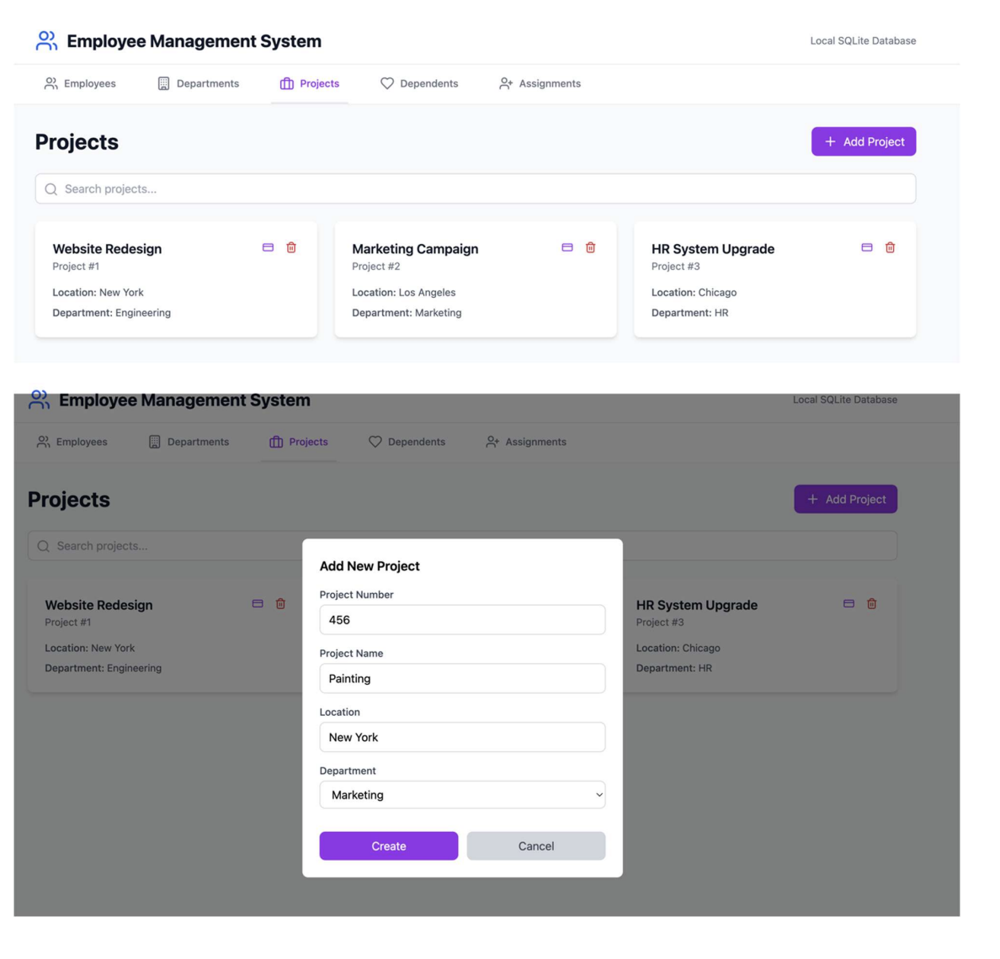 Employee Management System
Local SQLite Database
Employees
Departments
Projects
Dependents
Assignments
Projects
+ Add Project
Search projects...
Website Redesign
Project #1
Location: New York
Department: Engineering
Marketing Campaign
Project #2
Location: Los Angeles
Department: Marketing
HR System Upgrade
Project #3
Location: Chicago
Department: HR
Employee Management System
Local SQLite Database
Employees
Departments
Projects
Dependents
Assignments
Projects
+ Add Project
Search projects...
Website Redesign
Project #1
Location: New York
Department: Engineering
Add New Project
Project Number
456
Project Name
Painting
Location
New York
Department
Marketing
Create
Cancel
HR System Upgrade
Project #3
Location: Chicago
Department: HR